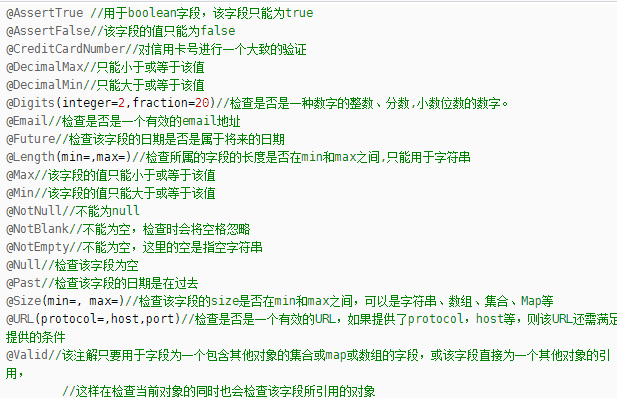 @AssertTrue //用于boolean字段，该字段只能为true
@AssertFalse//该字段的值只能为false
@CreditCardNumber//对信用卡号进行一个大致的验证
@DecimalMax//只能小于或等于该值
@DecimalMin//只能大于或等于该值
@Digits(integer=2,fraction=20)//检查是否是一种数字的整数、分数,小数位数的数字。
@Email//检查是否是一个有效的email地址
@Future//检查该字段的日期是否是属于将来的日期
@Length(min=,max=)//检查所属的字段的长度是否在min和max之间,只能用于字符串
@Max//该字段的值只能小于或等于该值
@Min//该字段的值只能大于或等于该值
@NotNull//不能为null
@NotBlank//不能为空，检查时会将空格忽略
@NotEmpty//不能为空，这里的空是指空字符串
@Null//检查该字段为空
@Past//检查该字段的日期是在过去
@Size(min=, max=)//检查该字段的size是否在min和max之间，可以是字符串、数组、集合、Map等
@URL(protocol=,host,port)//检查是否是一个有效的URL，如果提供了protocol，host等，则该URL还需满足
提供的条件
@Valid//该注解只要用于字段为一个包含其他对象的集合或map或数组的字段，或该字段直接为一个其他对象的引
用，
//这样在检查当前对象的同时也会检查该字段所引用的对象